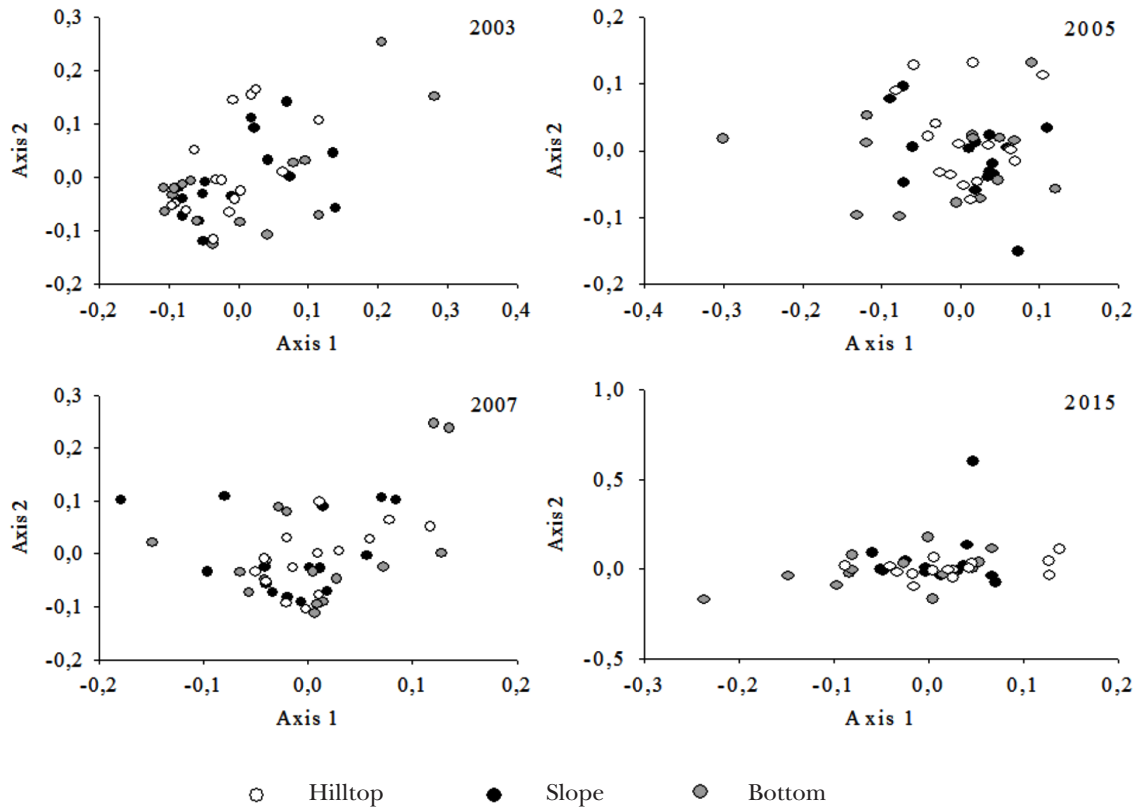 2003
0,3
0,2
0,1
0,0
-0,1
-0,2
Axis 2
-0,2 -0,1 0,0 0,1 0,2 0,3 0,4
Axis 1
2005
0,2
0,1
0,0
-0,1
-0,2
Axis 2
-0,4 -0,3 -0,2 -0,1 0,0 0,1 0,2
A xis 1
2007
0,3
0,2
0,1
0,0
-0,1
-0,2
Axis 2
-0,2 -0,1 0,0 0,1 0,2
Axis 1
2015
1,0
0,5
0,0
-0,5
Axis 2
-0,3 -0,2 -0,1 0,0 0,1 0,2
A xis 1
Hilltop Slope Bottom